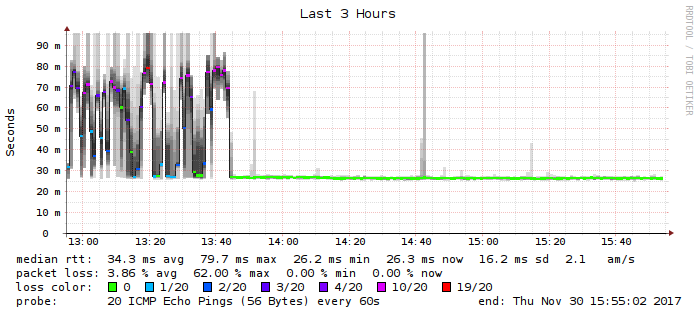 Last 3 Hours
RRDTOOL / TOBI OETIKER
Seconds
90 m
80 m
70 m
60 m
50 m
40 m
30 m
20 m
10 m
0
13:00 13:20 13:40 14:00 14:20 14:40 15:00 15:20 15:40
median rtt: 34.3 ms avg 79.7 ms max 26.2 ms min 26.3 ms now 16.2 ms sd 2.1 am/s
packet loss: 3.86 % avg 62.00 % max 0.00 % min 0.00 % now
loss color: 0 1/20 2/20 3/20 4/20 10/20 19/20
probe: 20 ICMP Echo Pings (56 Bytes) every 60s end: Thu Nov 30 15:55:02 2017